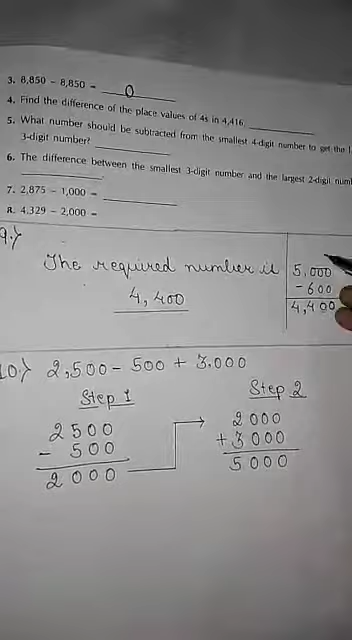 3. 8,850 - 8,850 = 0
4. Find the difference of the place values of 4s in 4,416.
5. What number should be subtracted from the smallest 4-digit number to get the
3-digit number?
6. The difference between the smallest 3-digit number and the largest 2-digit
7. 2,875 - 1,000 =
8. 4,329 - 2,000 =
9.)
The required number is
4,400
5,000
-600
4,400
10.) 2,500 - 500 + 3.000
Step 1
2500
- 500
2000
Step 2
2000
+ 3000
5000